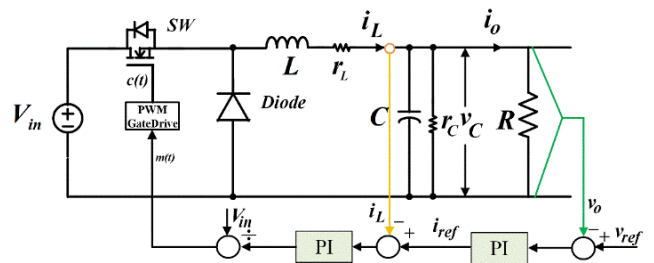 SW
i_L
i_o
L
r_L
c(t)
V_in
Diode
PWM
GateDrive
C
r_C
v_C
R
m(t)
V_in
i_L
i_ref
v_o
v_ref
÷
PI
−
+
PI
−
+